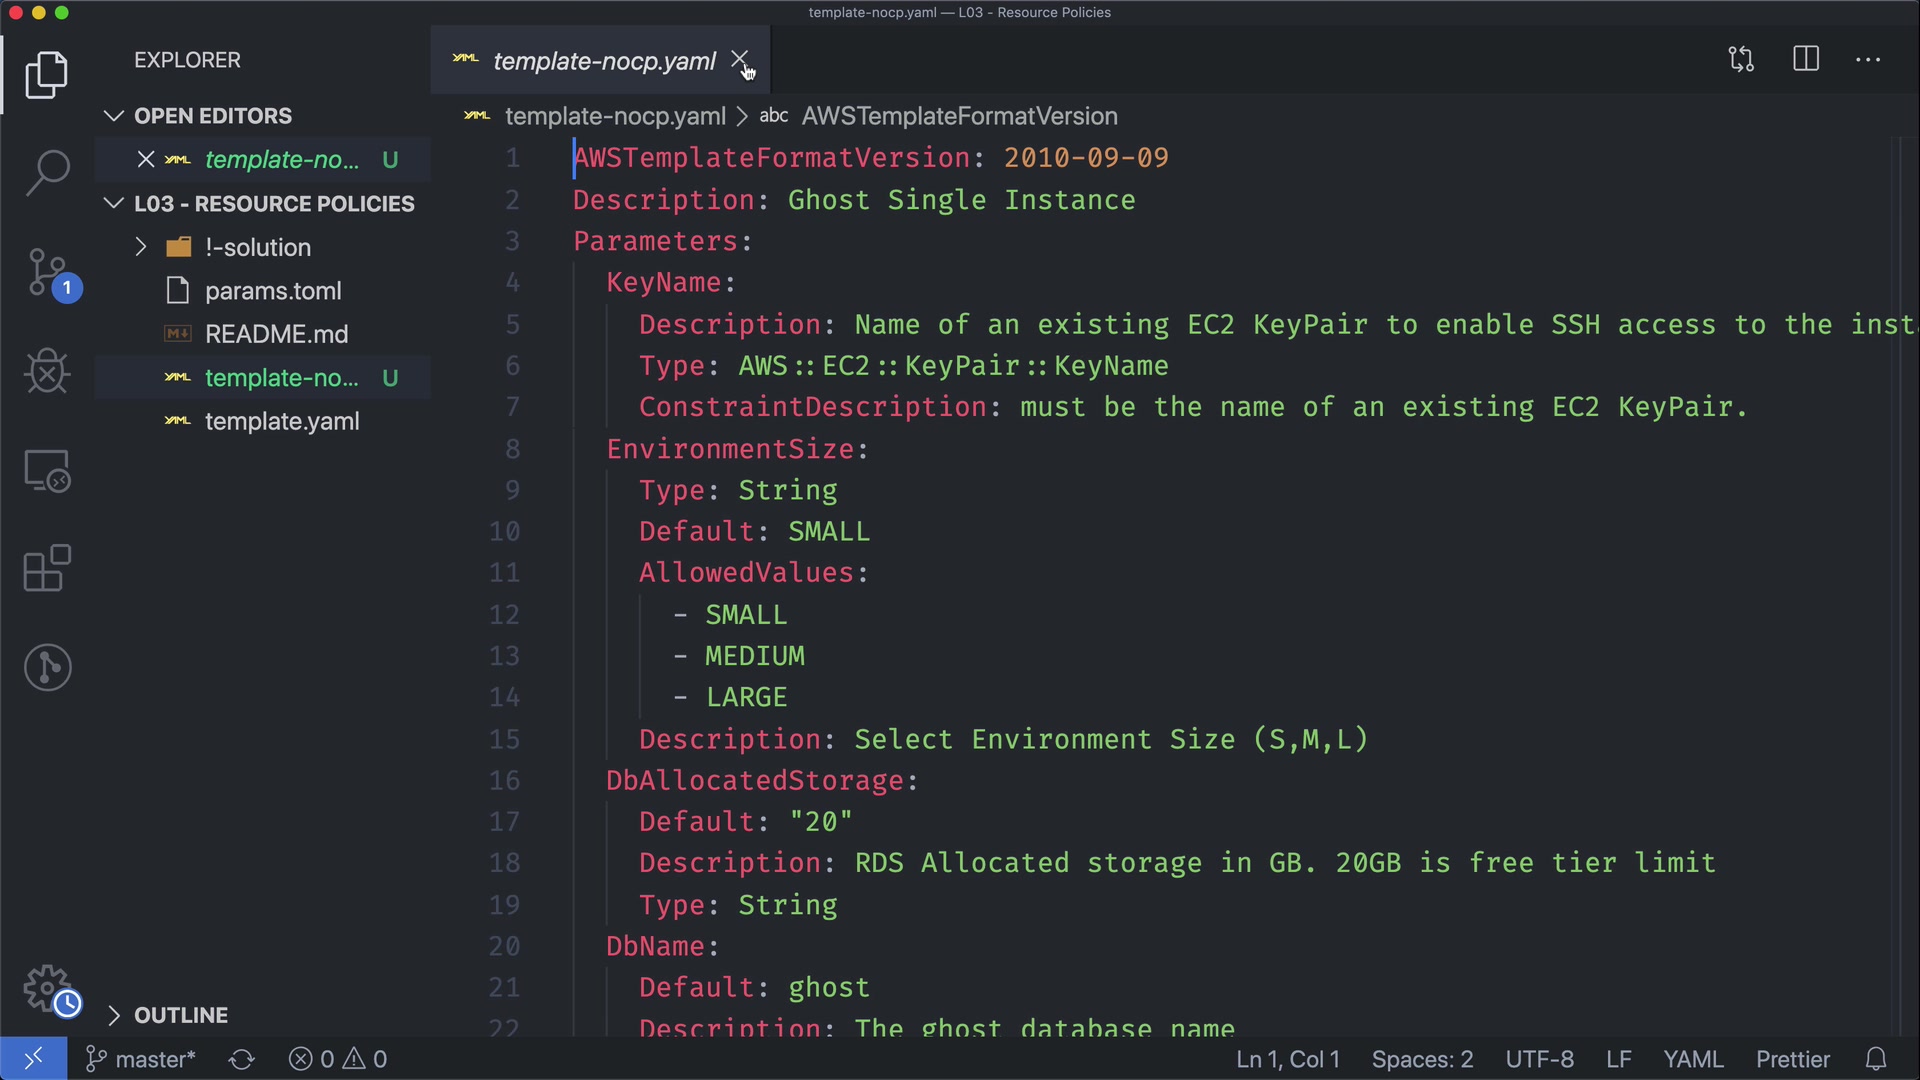 template-nocp.yaml — L03 - Resource Policies
EXPLORER
OPEN EDITORS
template-no... U
L03 - RESOURCE POLICIES
!-solution
params.toml
README.md
template-no... U
template.yaml
OUTLINE
1
YAML template-nocp.yaml
YAML template-nocp.yaml > abc AWSTemplateFormatVersion
1 AWSTemplateFormatVersion: 2010-09-09
2 Description: Ghost Single Instance
3 Parameters:
4 KeyName:
5 Description: Name of an existing EC2 KeyPair to enable SSH access to the inst
6 Type: AWS::EC2::KeyPair::KeyName
7 ConstraintDescription: must be the name of an existing EC2 KeyPair.
8 EnvironmentSize:
9 Type: String
10 Default: SMALL
11 AllowedValues:
12 - SMALL
13 - MEDIUM
14 - LARGE
15 Description: Select Environment Size (S,M,L)
16 DbAllocatedStorage:
17 Default: "20"
18 Description: RDS Allocated storage in GB. 20GB is free tier limit
19 Type: String
20 DbName:
21 Default: ghost
22 Description: The ghost database name
master* 0 0 Ln 1, Col 1 Spaces: 2 UTF-8 LF YAML Prettier